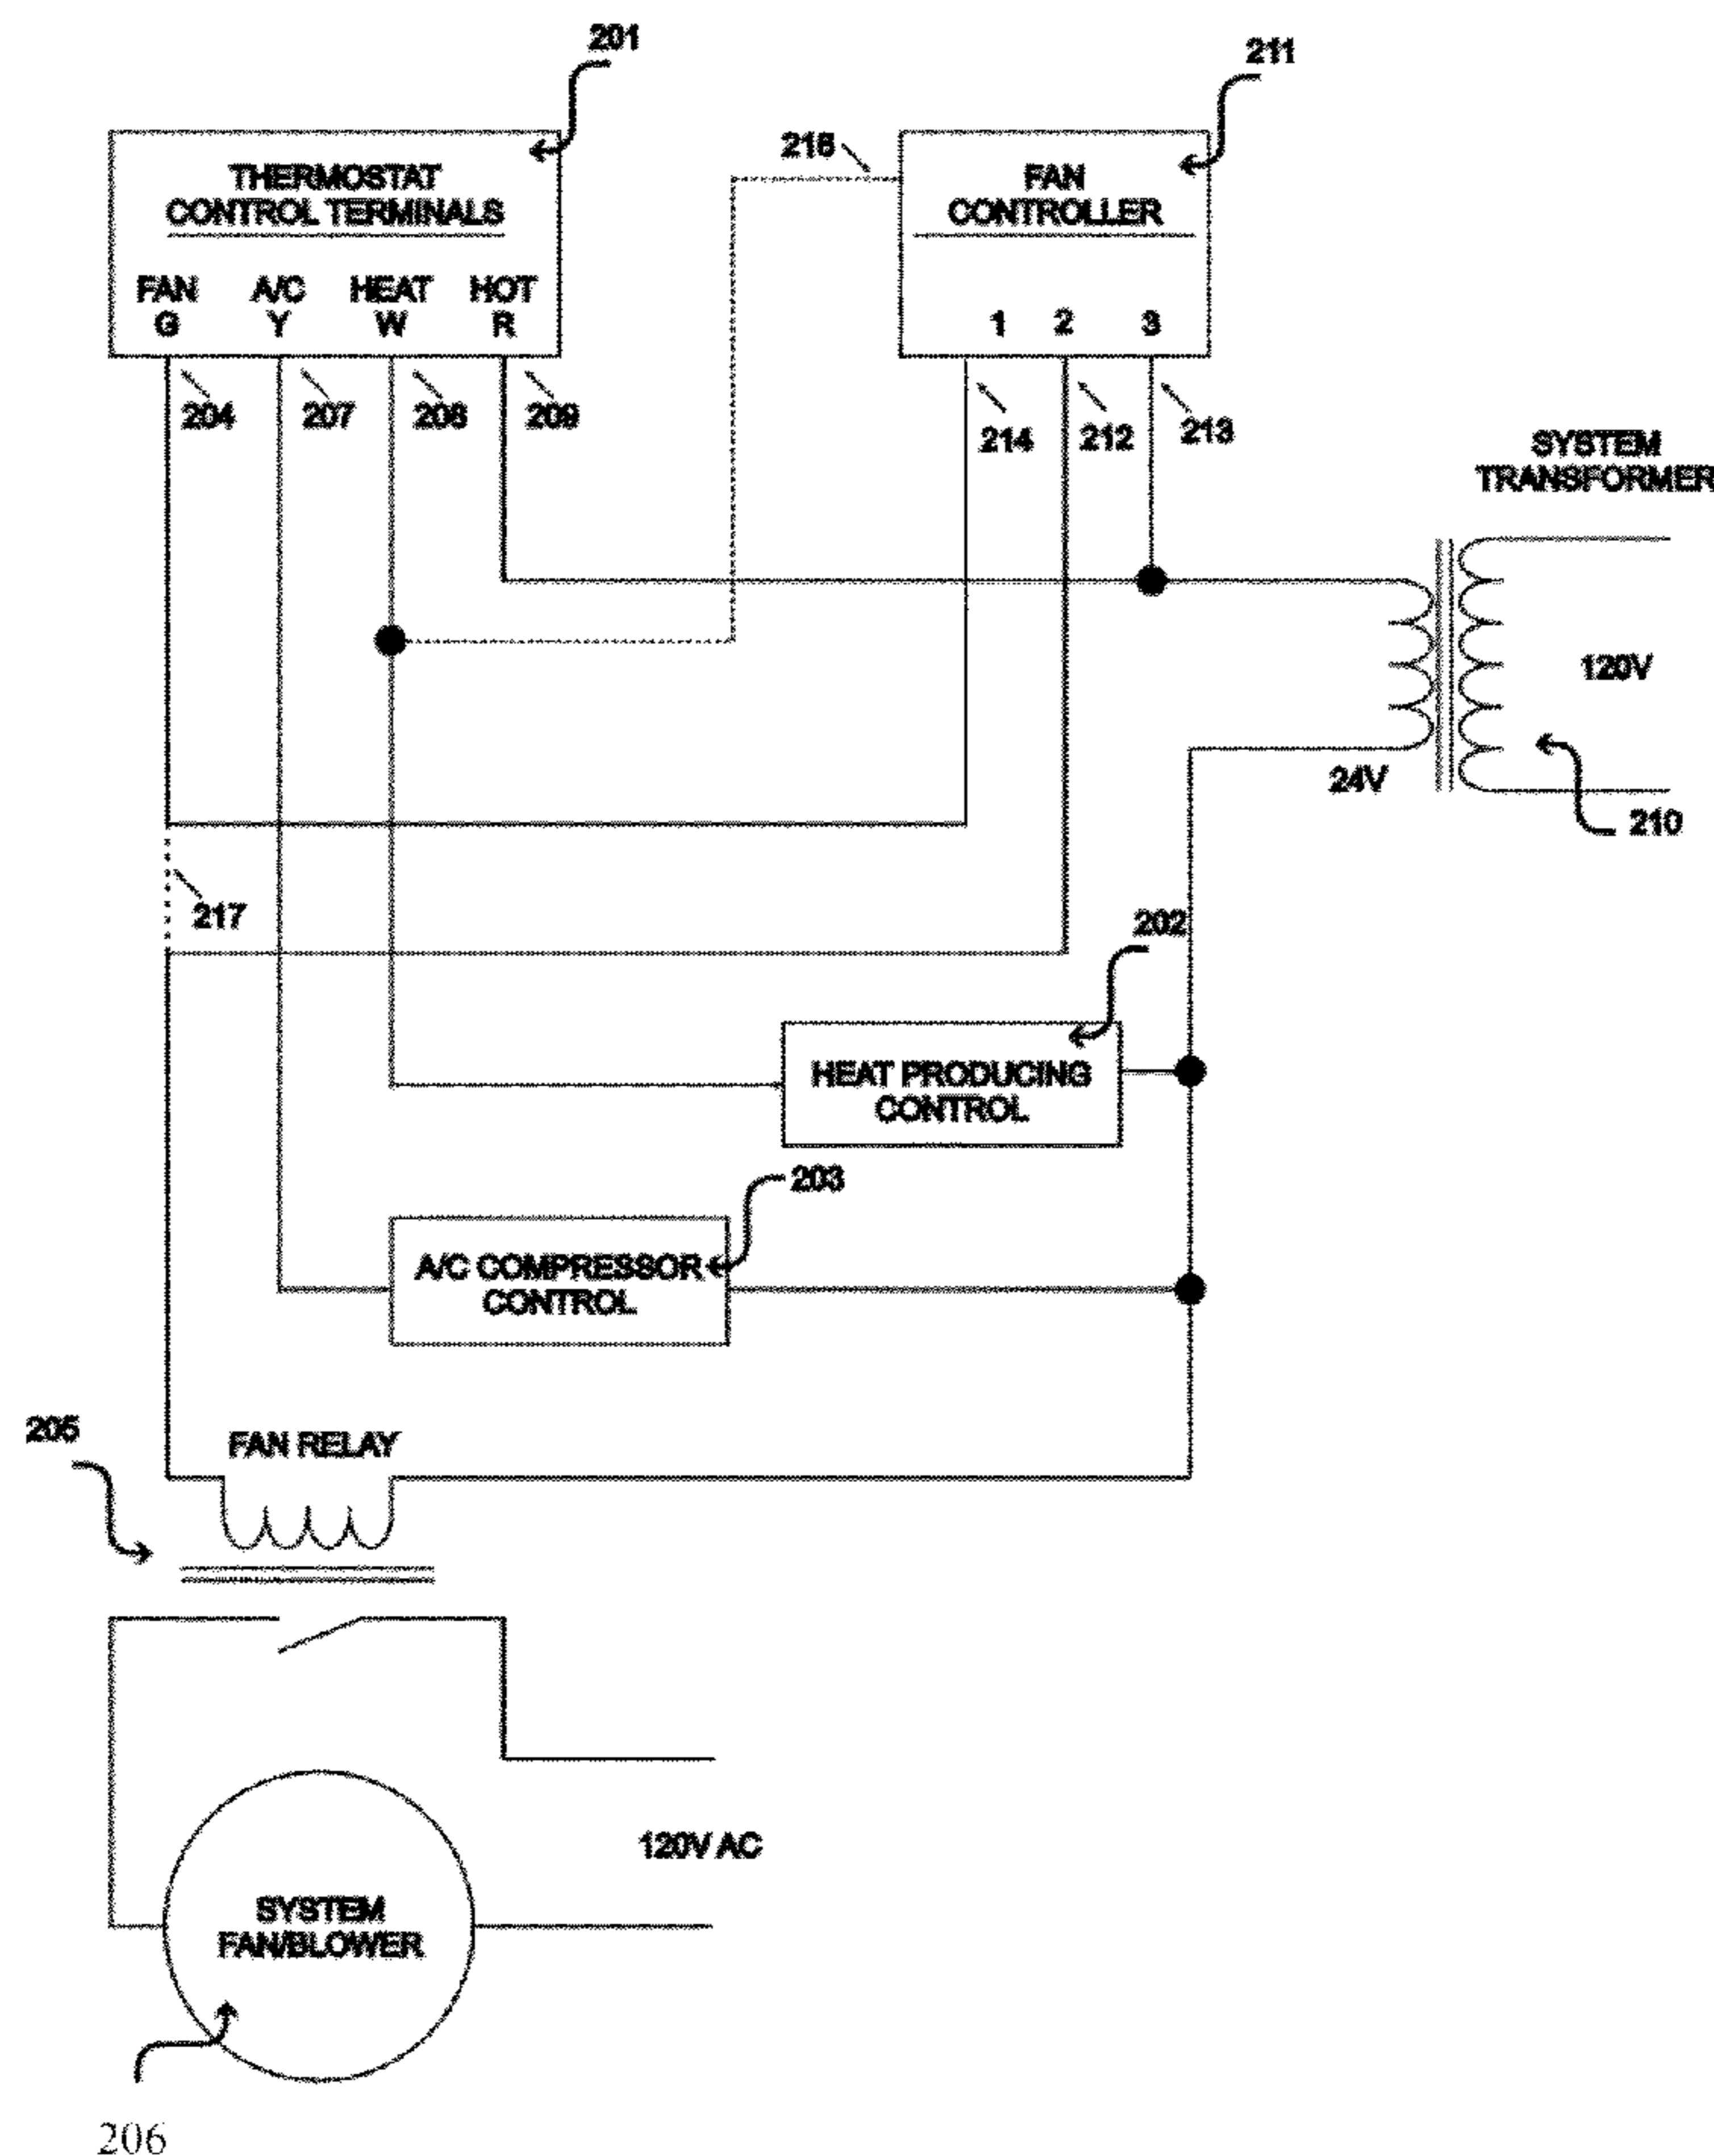 201
211
THERMOSTAT
CONTROL TERMINALS
FAN A/C HEAT HOT
G Y W R
216
FAN
CONTROLLER
1 2 3
204
207
208
209
214
212
213
SYSTEM
TRANSFORMER
120V
24V
210
217
202
HEAT PRODUCING
CONTROL
203
A/C COMPRESSOR
CONTROL
205
FAN RELAY
120V AC
SYSTEM
FAN/BLOWER
206